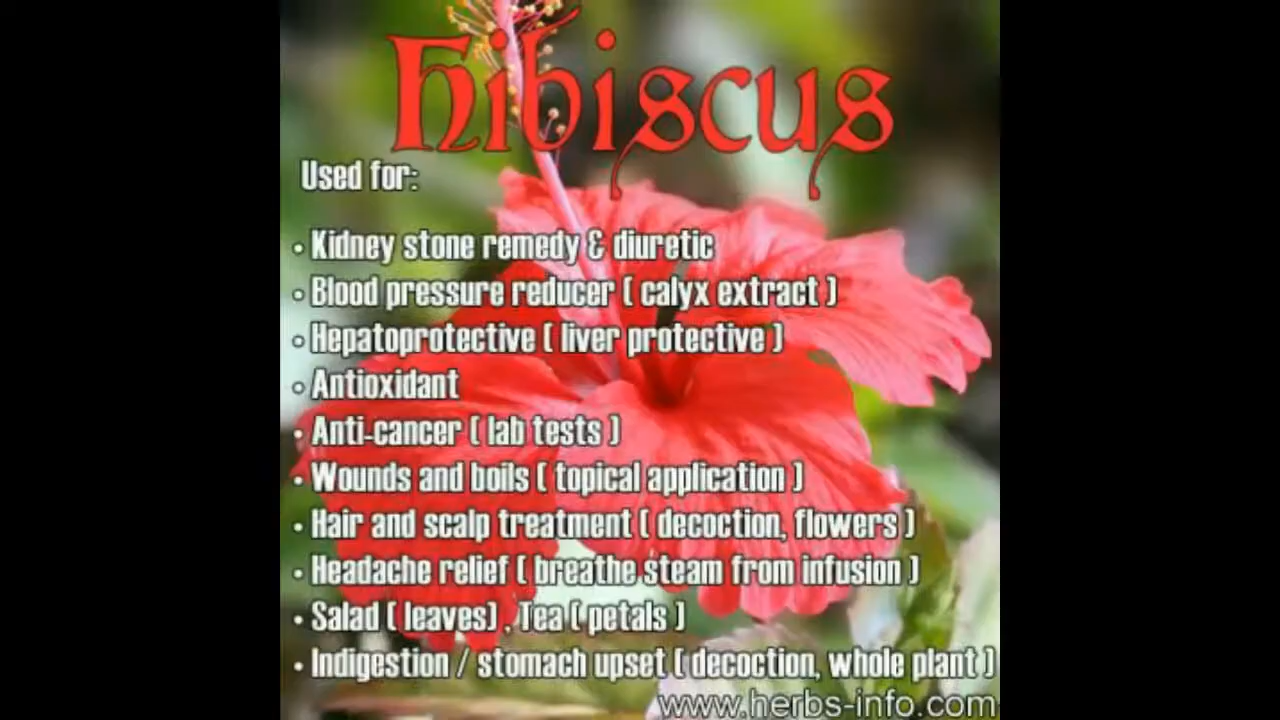 Hibiscus
Used for:
• Kidney stone remedy & diuretic
• Blood pressure reducer ( calyx extract )
• Hepatoprotective ( liver protective )
• Antioxidant
• Anti-cancer ( lab tests )
• Wounds and boils ( topical application )
• Hair and scalp treatment ( decoction, flowers )
• Headache relief ( breathe steam from infusion )
• Salad ( leaves) , Tea ( petals )
• Indigestion / stomach upset ( decoction, whole plant )
www.herbs-info.com